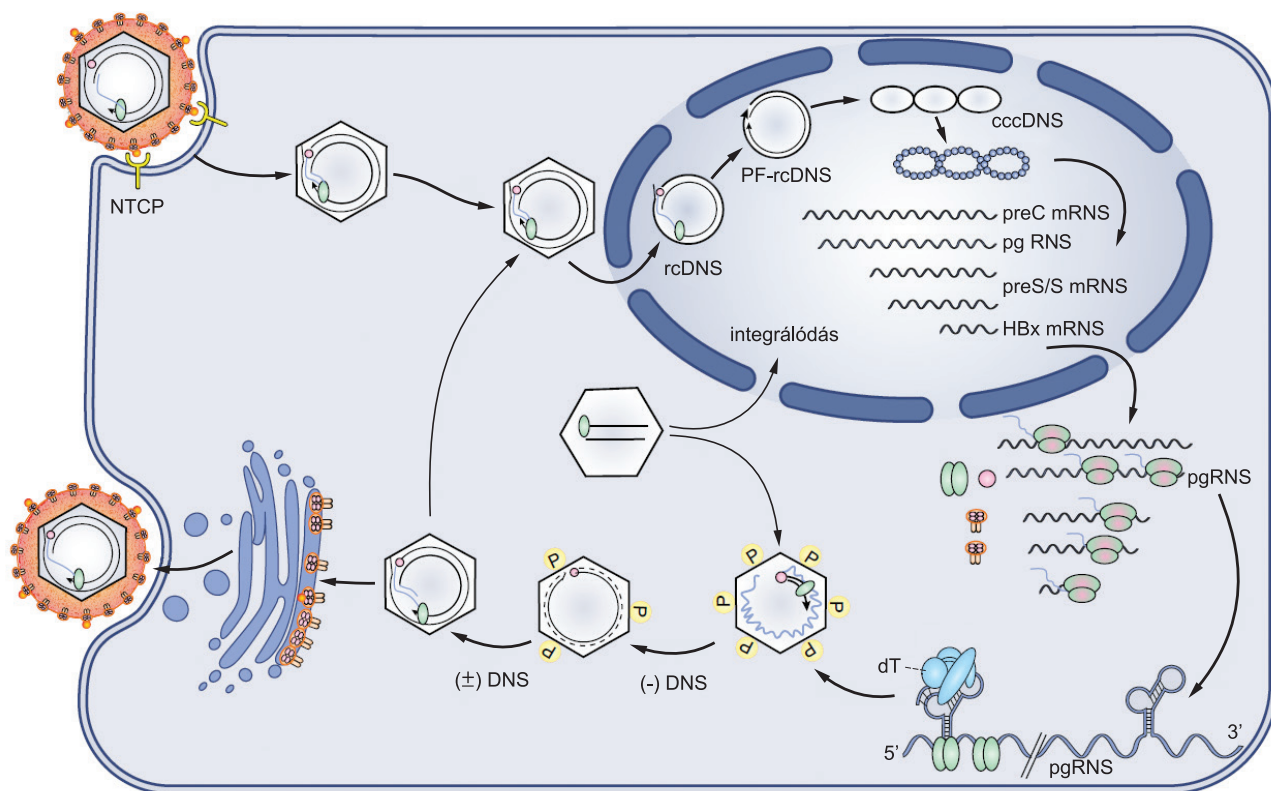 NTCP
rcDNS
PF-rcDNS
cccDNS
preC mRNS
pg RNS
preS/S mRNS
HBx mRNS
integrálódás
pgRNS
P
P
P
P
P
P
P
P
P
(±) DNS
(-) DNS
dT
5'
pgRNS
3'